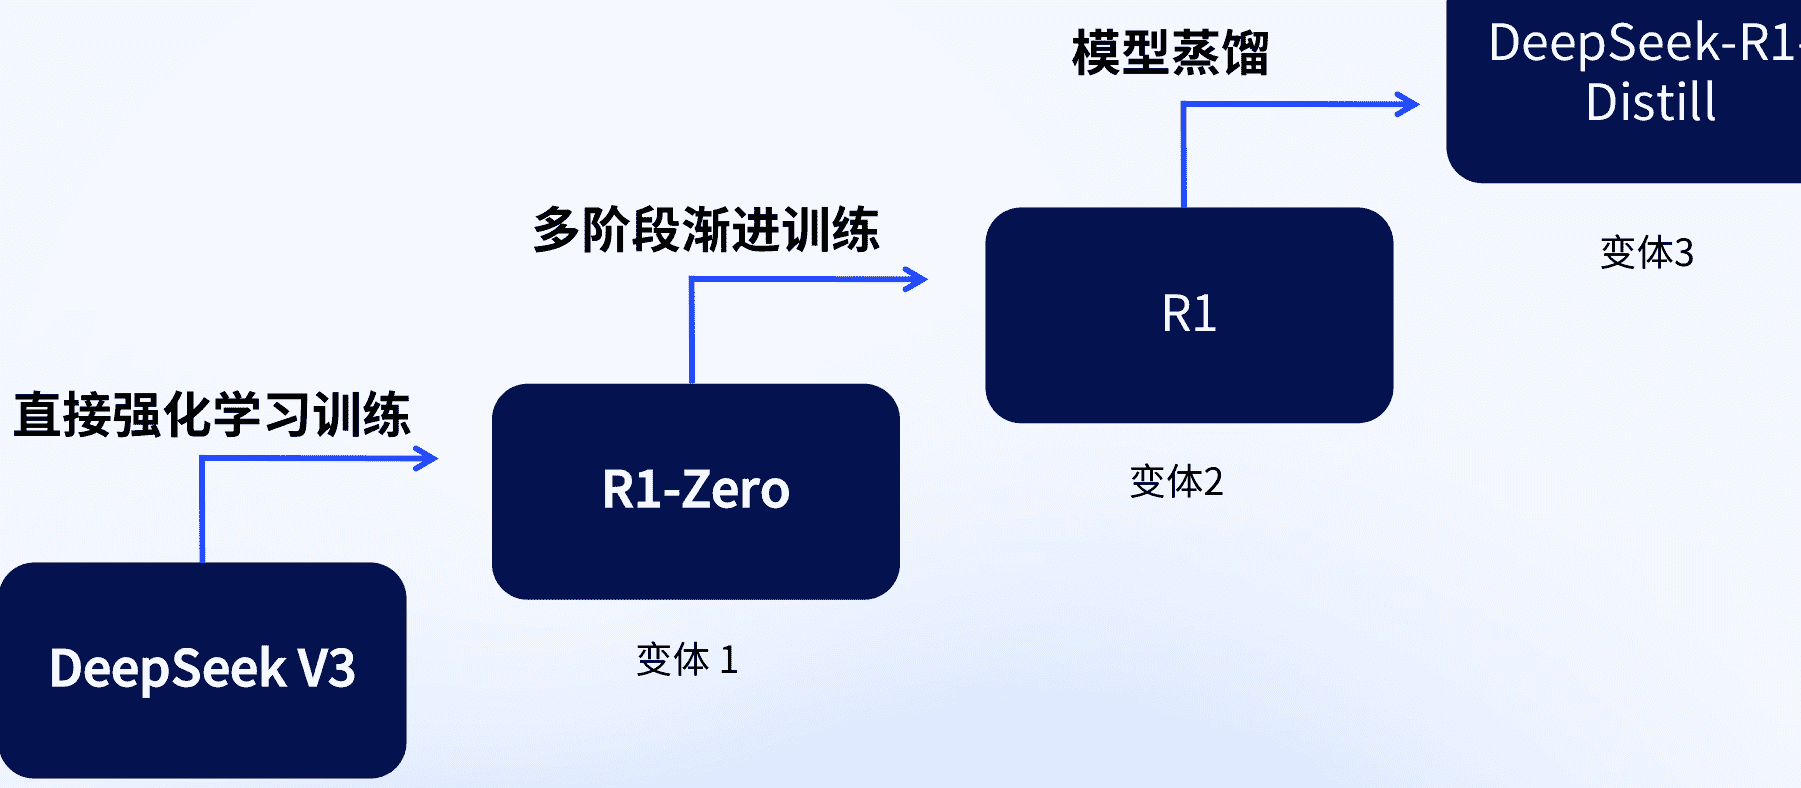 模型蒸馏
DeepSeek-R1-
Distill
变体3
多阶段渐进训练
R1
变体2
直接强化学习训练
R1-Zero
变体 1
DeepSeek V3